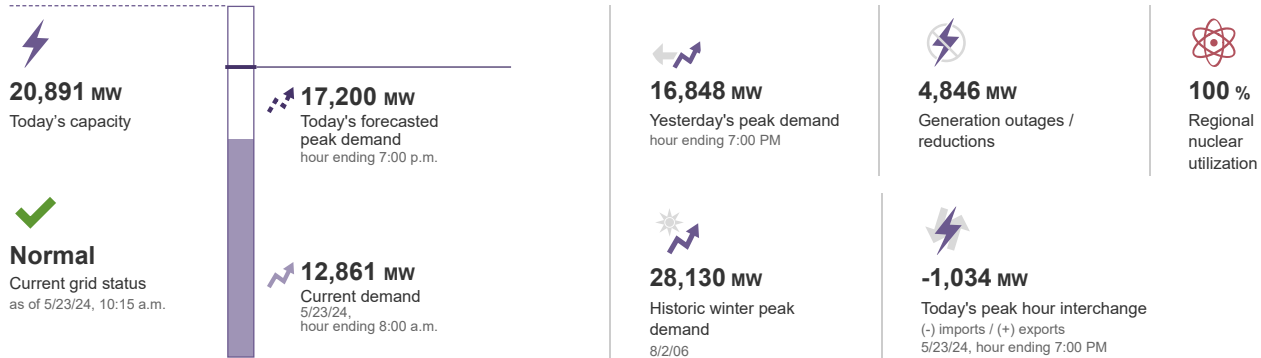 20,891 MW
Today's capacity
Normal
Current grid status
as of 5/23/24, 10:15 a.m.
17,200 MW
Today's forecasted
peak demand
hour ending 7:00 p.m.
12,861 MW
Current demand
5/23/24,
hour ending 8:00 a.m.
16,848 MW
Yesterday's peak demand
hour ending 7:00 PM
4,846 MW
Generation outages /
reductions
100 %
Regional
nuclear
utilization
28,130 MW
Historic winter peak
demand
8/2/06
-1,034 MW
Today's peak hour interchange
(-) imports / (+) exports
5/23/24, hour ending 7:00 PM